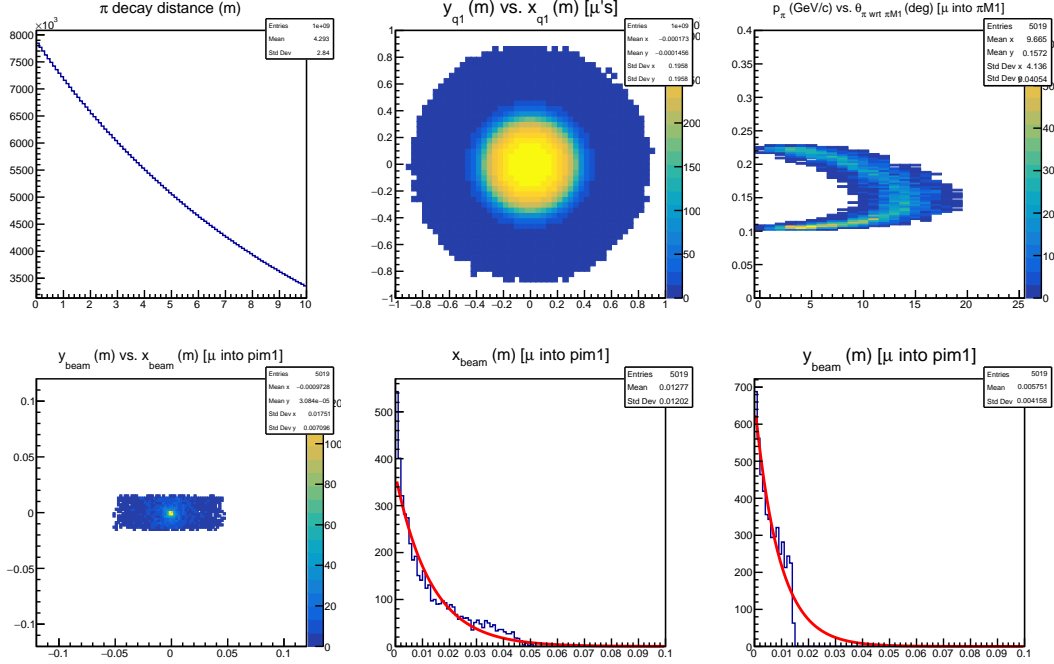 π decay distance (m)
Entries 1e+09
Mean 4.293
Std Dev 2.84
×10³
8000
7500
7000
6500
6000
5500
5000
4500
4000
3500
0 1 2 3 4 5 6 7 8 9 10
y_q1 (m) vs. x_q1 (m) [μ's]
Entries 1e+09
Mean x −0.000173
Mean y −0.0001456
Std Dev x 0.1958
Std Dev y 0.1958
1
0.8
0.6
0.4
0.2
0
−0.2
−0.4
−0.6
−0.8
−1
−1 −0.8 −0.6 −0.4 −0.2 0 0.2 0.4 0.6 0.8 1
200
150
100
50
0
p_π (GeV/c) vs. θ_π wrt πM1 (deg) [μ into πM1]
Entries 5019
Mean x 9.665
Mean y 0.1572
Std Dev x 4.136
Std Dev y 0.04054
0.4
0.35
0.3
0.25
0.2
0.15
0.1
0.05
0
0 5 10 15 20 25
0
y_beam (m) vs. x_beam (m) [μ into pim1]
Entries 5019
Mean x −0.0009728
Mean y 3.084e−05
Std Dev x 0.01751
Std Dev y 0.007096
0.1
0.05
0
−0.05
−0.1
−0.1 −0.05 0 0.05 0.1
100
80
60
40
20
0
x_beam (m) [μ into pim1]
Entries 5019
Mean 0.01277
Std Dev 0.01202
500
400
300
200
100
0
0 0.01 0.02 0.03 0.04 0.05 0.06 0.07 0.08 0.09 0.1
y_beam (m) [μ into pim1]
Entries 5019
Mean 0.005751
Std Dev 0.004158
700
600
500
400
300
200
100
0
0 0.01 0.02 0.03 0.04 0.05 0.06 0.07 0.08 0.09 0.1